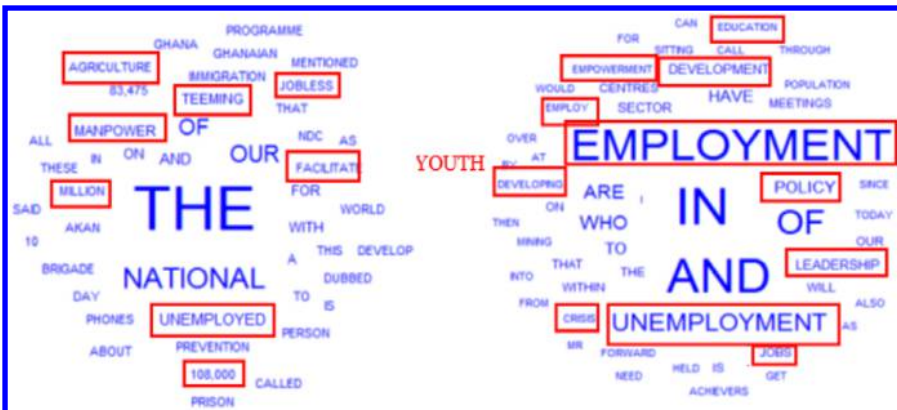 PROGRAMME
GHANA
GHANAIAN
AGRICULTURE
MENTIONED
IMMIGRATION
JOBLESS
83,475
TEEMING
THAT
MANPOWER
OF
ALL
NDC
AS
IN
ON
AND
OUR
THESE
FACILITATI
MILLION
THE
FOR
SAID
WORLD
AKAN
WITH
10
THIS
DEVELOP
A
BRIGADE
NATIONAL
DUBBED
DAY
TO
IS
PHONES
UNEMPLOYED
PERSON
ABOUT
PREVENTION
108,000
CALLED
PRISON
YOUTH
CAN
EDUCATION
FOR
SITTING
CALL
THROUGH
EMPOWERMENT
DEVELOPMENT
WOULD
CENTRES
HAVE
POPULATION
EMPLOY
SECTOR
MEETINGS
OVER
EMPLOYMENT
BY
AT
DEVELOPING
ARE
I
IN
POLICY
SINCE
ON
WHO
OF
TODAY
THEN
MINING
TO
OUR
THAT
THE
AND
LEADERSHIP
INTO
WITHIN
WILL
FROM
CRISIS
UNEMPLOYMENT
ALSO
AS
MR
FORWARD
JOBS
NEED
HELD
IS
GET
ACHIEVERS